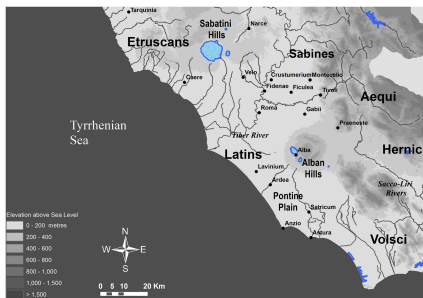 Tarquinia
Sabatini
Hills
Narce
Etruscans
Sabines
Caere
Veio
Crustumerium
Montecelio
Fidenae
Ficulea
Tivoli
Aequi
Roma
Gabii
Praeneste
Tyrrhenian
Sea
Tiber River
Latins
Alba
Alban
Hills
Hernic
Lavinium
Ardea
Sacco-Liri
Rivers
Pontine
Plain
Satricum
Anzio
Astura
Volsci
Elevation above Sea Level
0 - 200 metres
200 - 400
400 - 600
600 - 800
800 - 1,000
1,000 - 1,500
> 1,500
N
W
E
S
0 5 10 20 Km